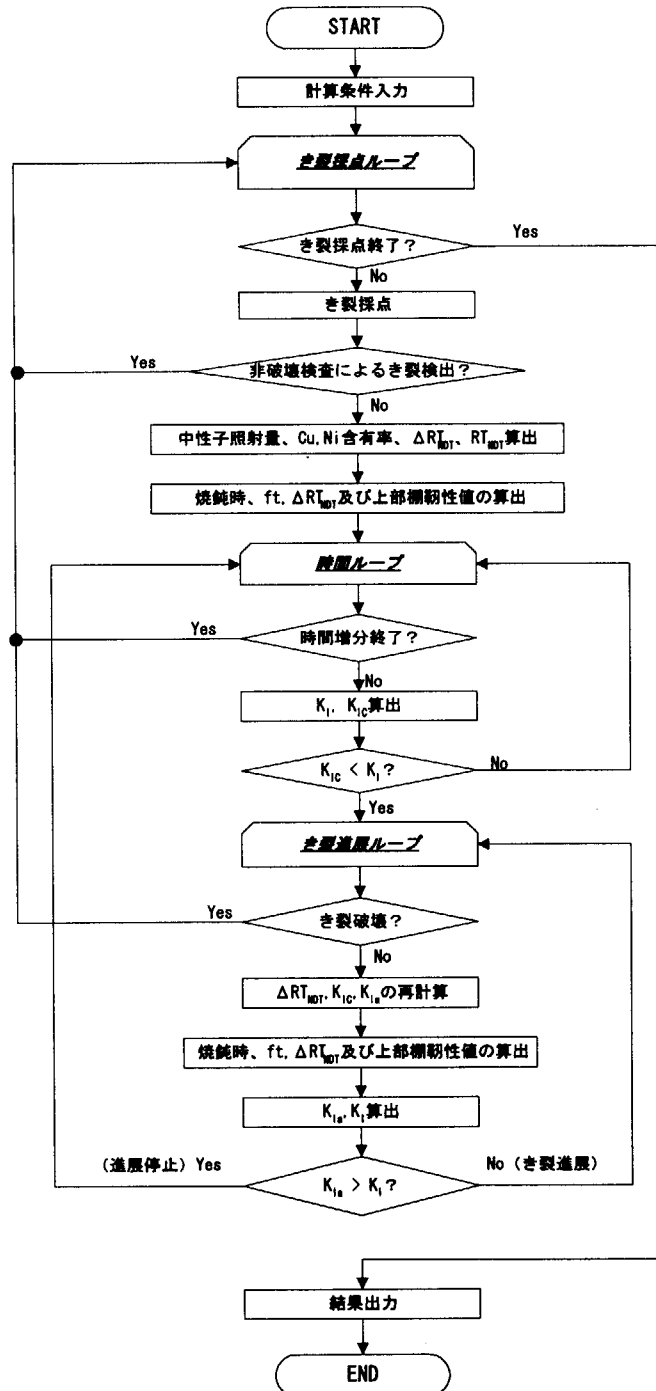 START
計算条件入力
き裂採点ループ
き裂採点終了？
Yes
No
き裂採点
非破壊検査によるき裂検出？
Yes
No
中性子照射量、Cu,Ni含有率、ΔRT_NDT、RT_NDT算出
焼鈍時、ft,ΔRT_NDT及び上部棚靭性値の算出
時間ループ
時間増分終了？
Yes
No
K_I, K_IC算出
K_IC < K_I？
No
Yes
き裂進展ループ
き裂破壊？
Yes
No
ΔRT_NDT,K_IC,K_Iaの再計算
焼鈍時、ft,ΔRT_NDT及び上部棚靭性値の算出
K_Ia,K_I算出
(進展停止) Yes
K_Ia > K_I？
No (き裂進展)
結果出力
END